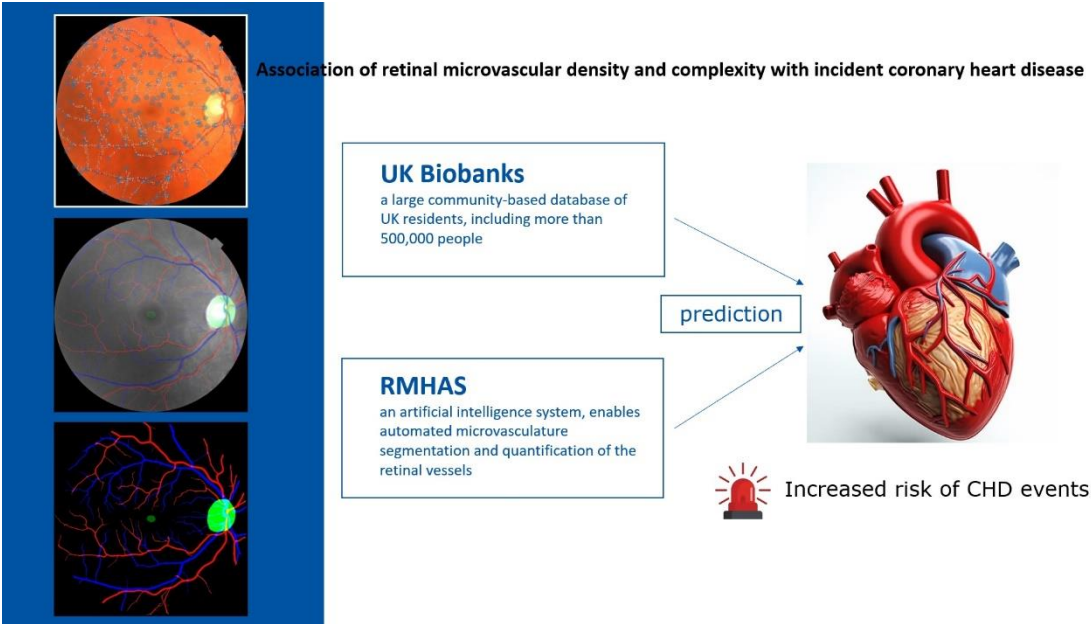 Association of retinal microvascular density and complexity with incident coronary heart disease
UK Biobanks
a large community-based database of
UK residents, including more than
500,000 people
prediction
RMHAS
an artificial intelligence system, enables
automated microvasculature
segmentation and quantification of the
retinal vessels
Increased risk of CHD events